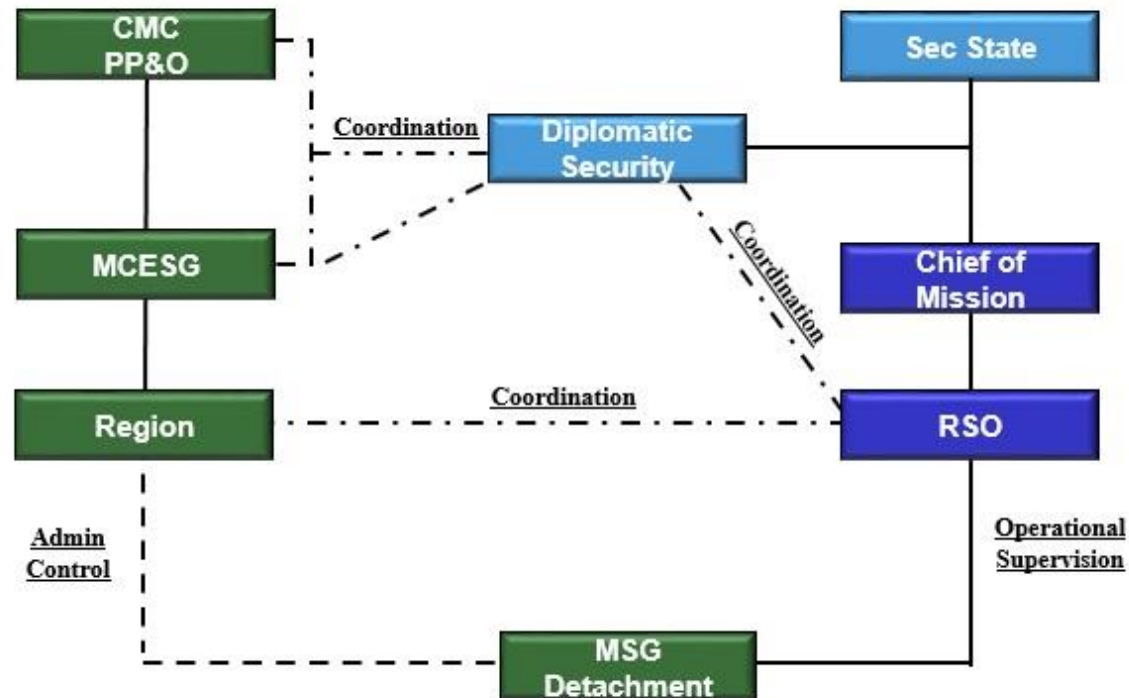 CMC
PP&O
Sec State
Coordination
Diplomatic
Security
MCESG
Coordination
Chief of
Mission
Region
Coordination
RSO
Admin
Control
Operational
Supervision
MSG
Detachment